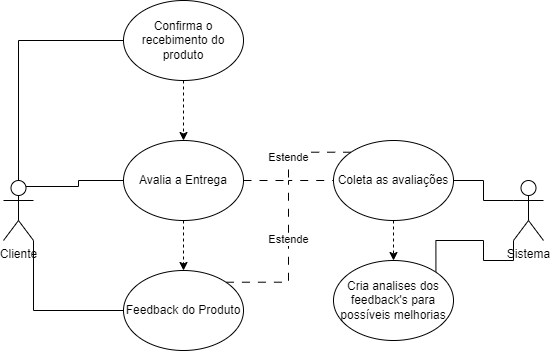 Confirma o
recebimento do
produto
Estende
Avalia a Entrega
Coleta as avaliações
Estende
Cliente
Sistema
Feedback do Produto
Cria analises dos
feedback's para
possíveis melhorias